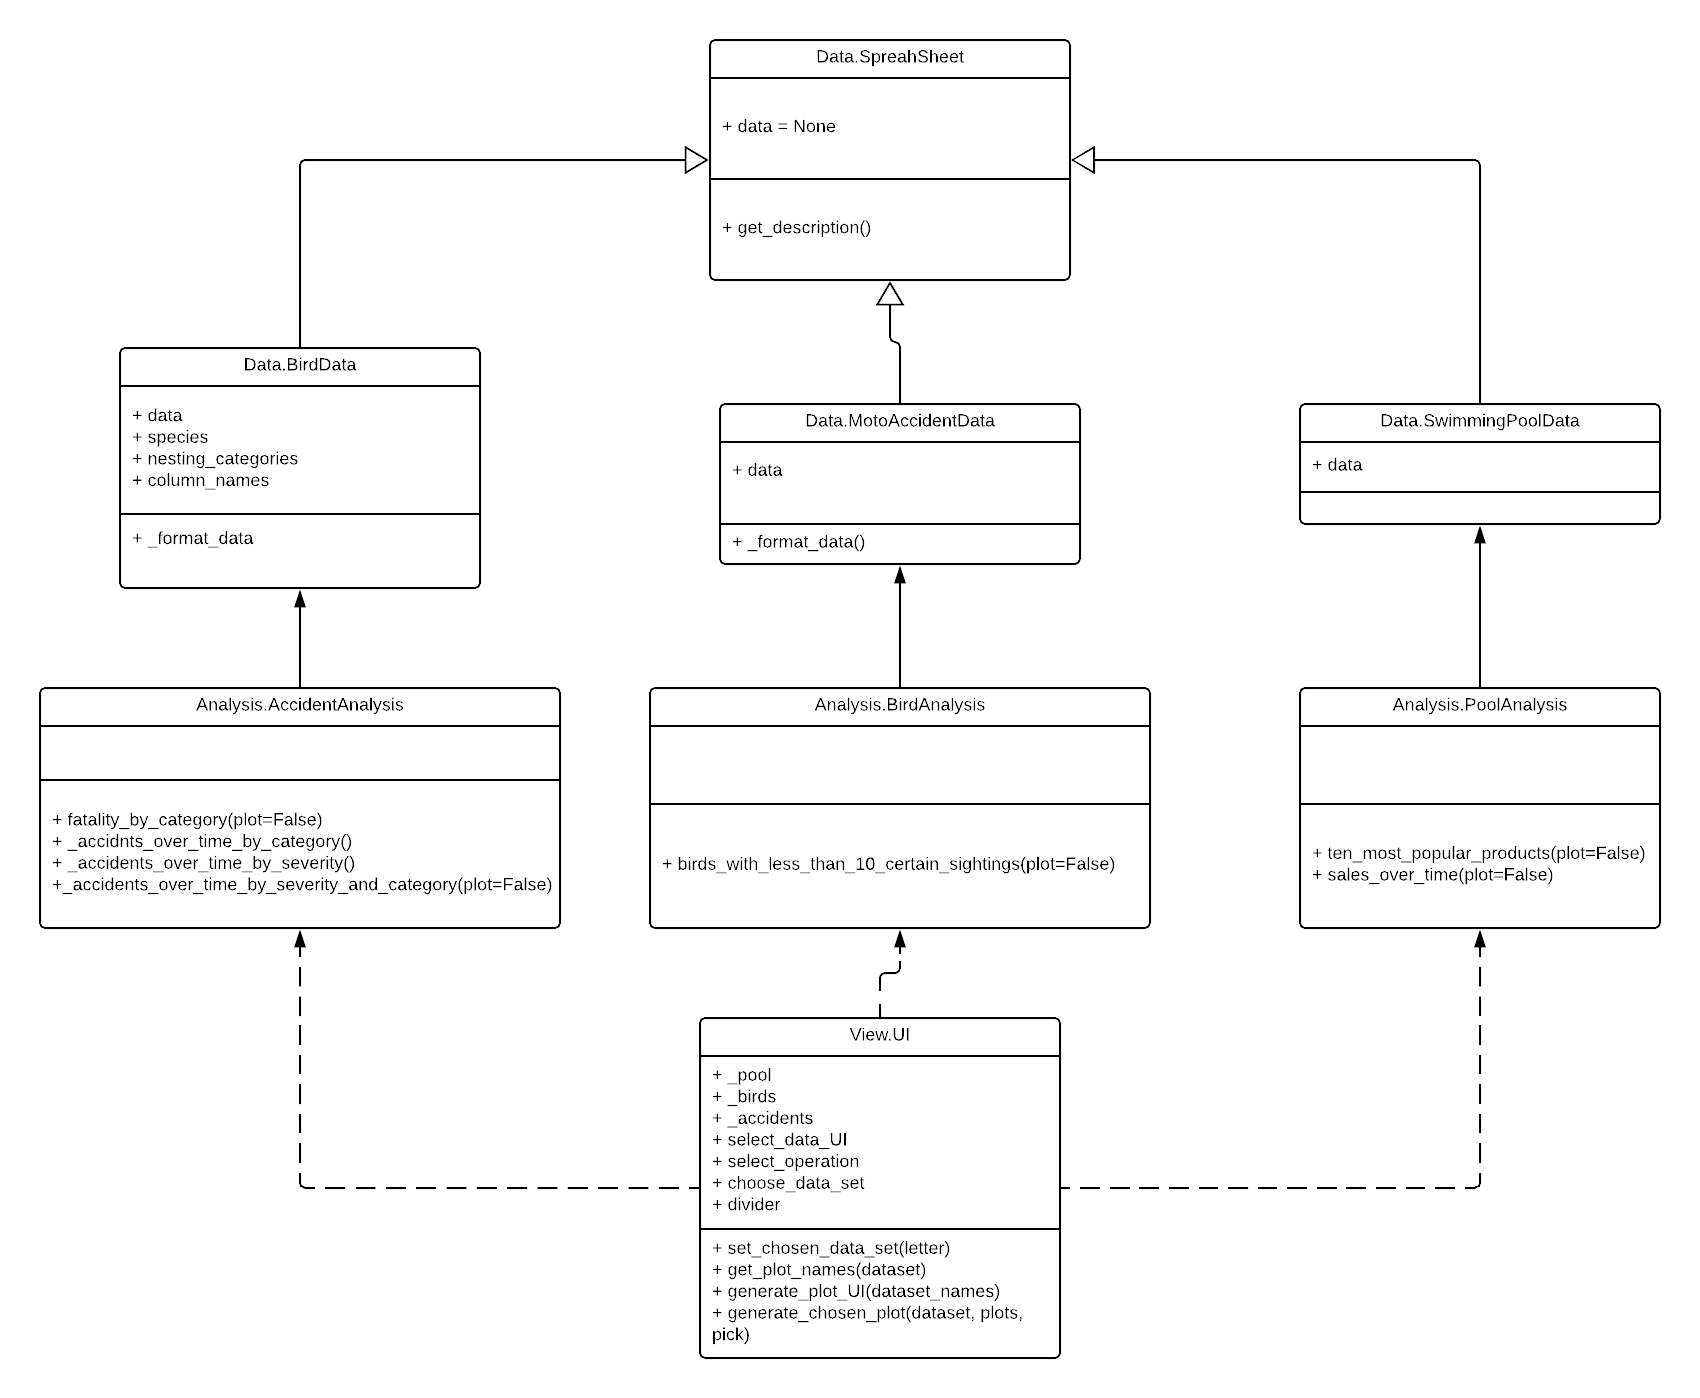 Data.SpreahSheet
+ data = None
+ get_description()
Data.BirdData
+ data
+ species
+ nesting_categories
+ column_names
+ _format_data
Data.MotoAccidentData
+ data
+ _format_data()
Data.SwimmingPoolData
+ data
Analysis.AccidentAnalysis
+ fatality_by_category(plot=False)
+ _accidnts_over_time_by_category()
+ _accidents_over_time_by_severity()
+_accidents_over_time_by_severity_and_category(plot=False)
Analysis.BirdAnalysis
+ birds_with_less_than_10_certain_sightings(plot=False)
Analysis.PoolAnalysis
+ ten_most_popular_products(plot=False)
+ sales_over_time(plot=False)
View.UI
+ _pool
+ _birds
+ _accidents
+ select_data_UI
+ select_operation
+ choose_data_set
+ divider
+ set_chosen_data_set(letter)
+ get_plot_names(dataset)
+ generate_plot_UI(dataset_names)
+ generate_chosen_plot(dataset, plots,
pick)